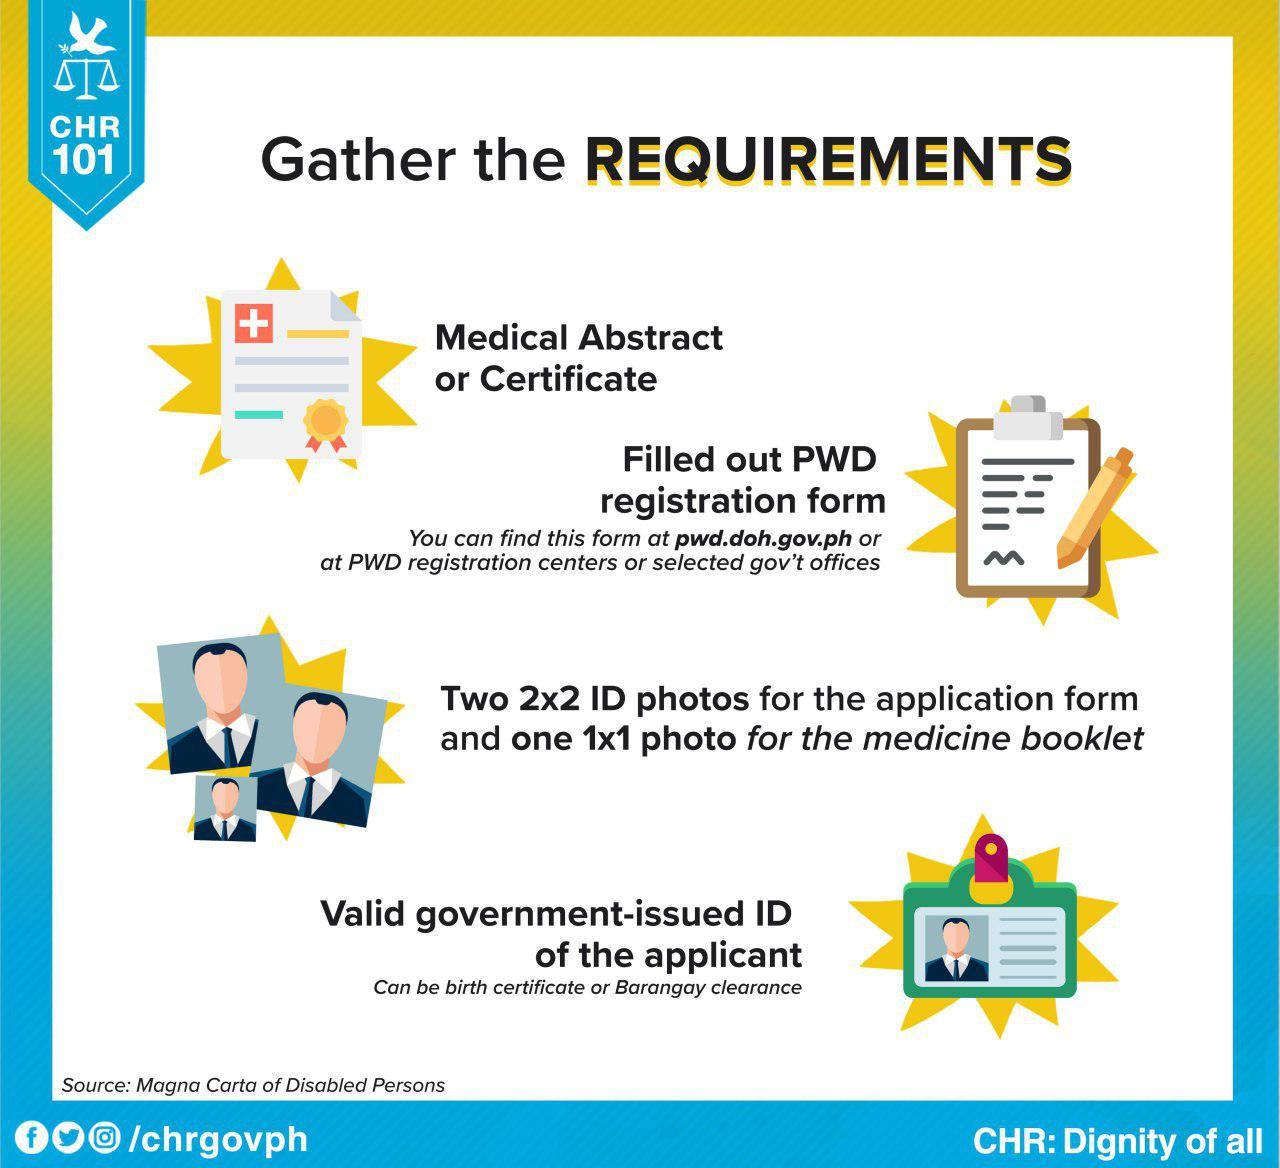 CHR
101
Gather the REQUIREMENTS
Medical Abstract
or Certificate
Filled out PWD
registration form
You can find this form at pwd.doh.gov.ph or
at PWD registration centers or selected gov't offices
Two 2x2 ID photos for the application form
and one 1x1 photo for the medicine booklet
Valid government-issued ID
of the applicant
Can be birth certificate or Barangay clearance
Source: Magna Carta of Disabled Persons
/chrgovph
CHR: Dignity of all